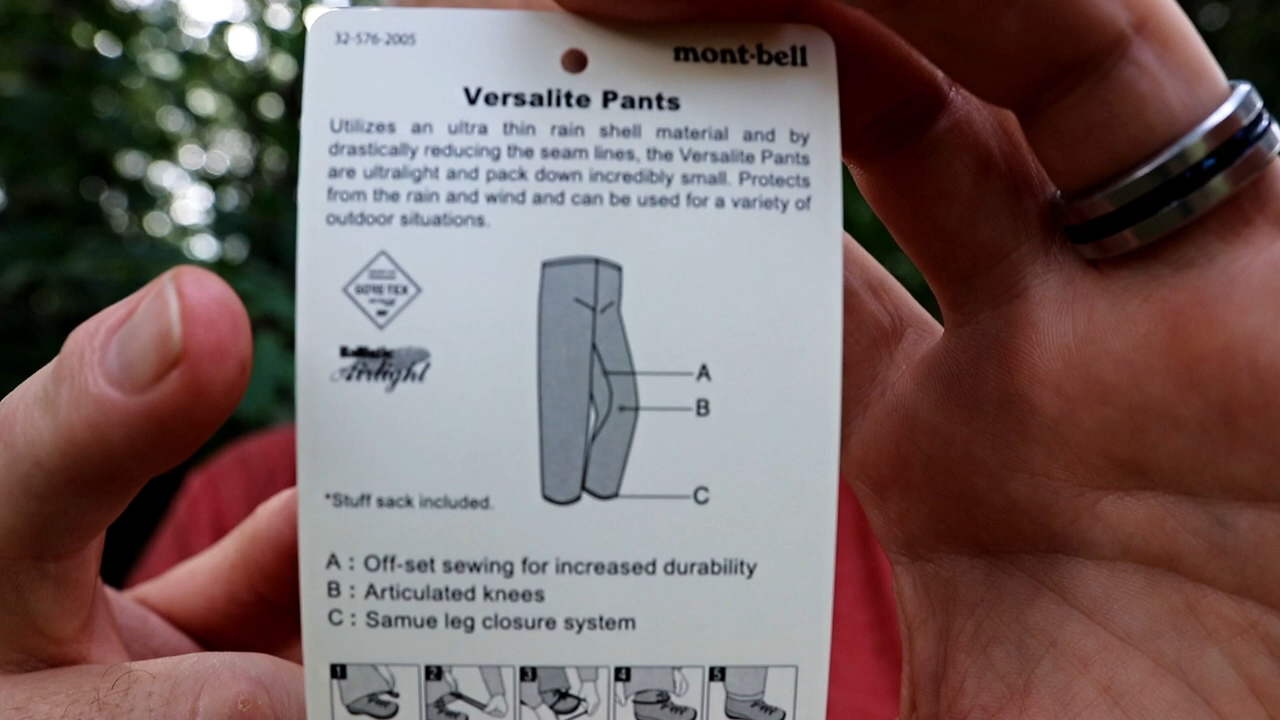 32-576-2005
mont·bell
Versalite Pants
Utilizes an ultra thin rain shell material and by
drastically reducing the seam lines, the Versalite Pants
are ultralight and pack down incredibly small. Protects
from the rain and wind and can be used for a variety of
outdoor situations.
GORE-TEX
Ballistic
Airlight
A
B
C
*Stuff sack included.
A : Off-set sewing for increased durability
B : Articulated knees
C : Samue leg closure system
1 2 3 4 5